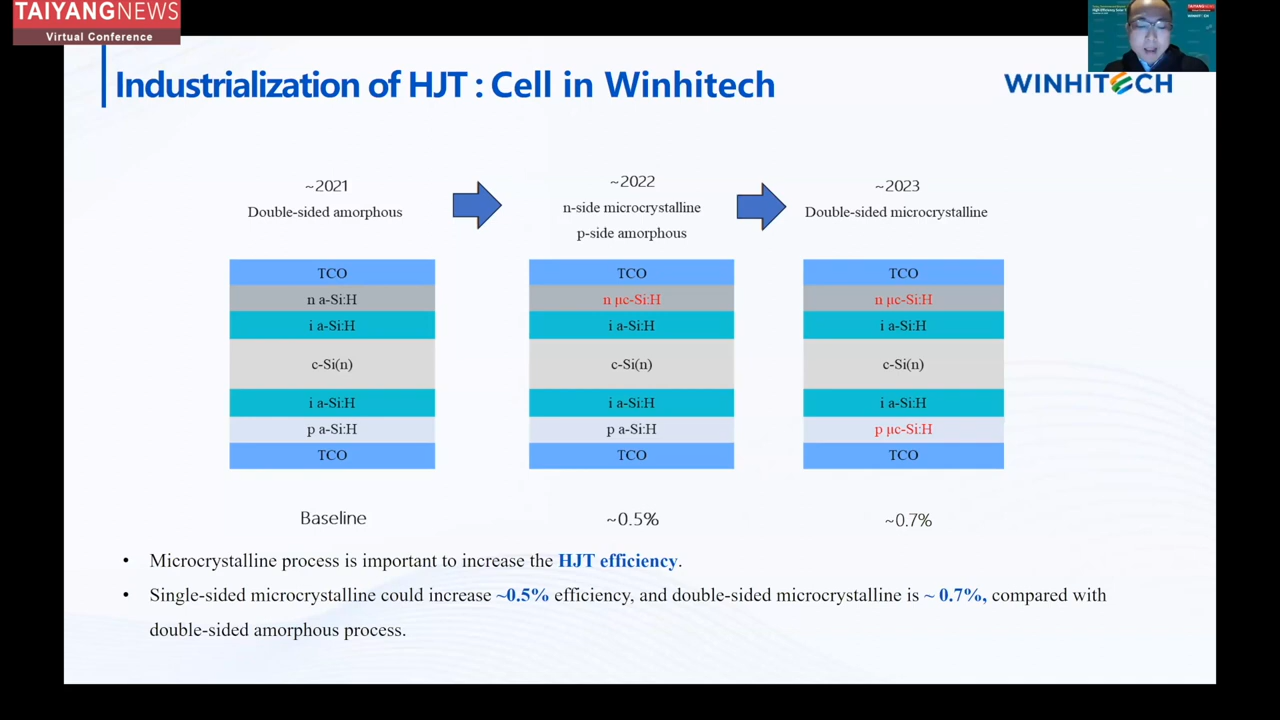 TAIYANGNEWS
Virtual Conference
Industrialization of HJT : Cell in Winhitech
WINHITECH
~2021
Double-sided amorphous
~2022
n-side microcrystalline
p-side amorphous
~2023
Double-sided microcrystalline
TCO
n a-Si:H
i a-Si:H
c-Si(n)
i a-Si:H
p a-Si:H
TCO
TCO
n μc-Si:H
i a-Si:H
c-Si(n)
i a-Si:H
p a-Si:H
TCO
TCO
n μc-Si:H
i a-Si:H
c-Si(n)
i a-Si:H
p μc-Si:H
TCO
Baseline
~0.5%
~0.7%
• Microcrystalline process is important to increase the HJT efficiency.
• Single-sided microcrystalline could increase ~0.5% efficiency, and double-sided microcrystalline is ~ 0.7%, compared with
double-sided amorphous process.